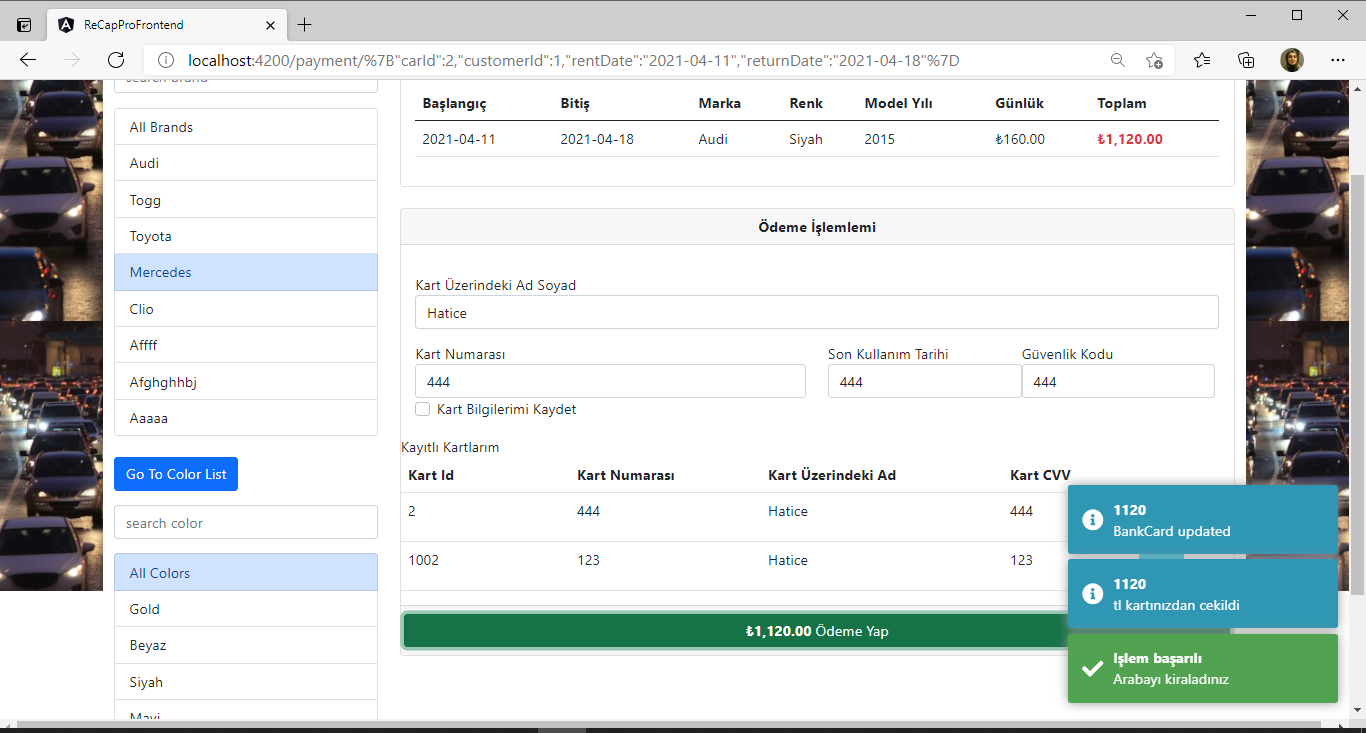 ReCapProFrontend
localhost:4200/payment/%7B"carId":2,"customerId":1,"rentDate":"2021-04-11","returnDate":"2021-04-18"%7D
search brand
All Brands
Audi
Togg
Toyota
Mercedes
Clio
Affff
Afghghhbj
Aaaaa
Go To Color List
search color
All Colors
Gold
Beyaz
Siyah
Mavi
Başlangıç Bitiş Marka Renk Model Yılı Günlük Toplam
2021-04-11 2021-04-18 Audi Siyah 2015 ₺160.00 ₺1,120.00
Ödeme İşlemlemi
Kart Üzerindeki Ad Soyad
Hatice
Kart Numarası Son Kullanım Tarihi Güvenlik Kodu
444 444 444
Kart Bilgilerimi Kaydet
Kayıtlı Kartlarım
Kart Id Kart Numarası Kart Üzerindeki Ad Kart CVV
2 444 Hatice 444
1002 123 Hatice 123
₺1,120.00 Ödeme Yap
1120
BankCard updated
1120
tl kartınızdan cekildi
Işlem başarılı
Arabayı kiraladınız